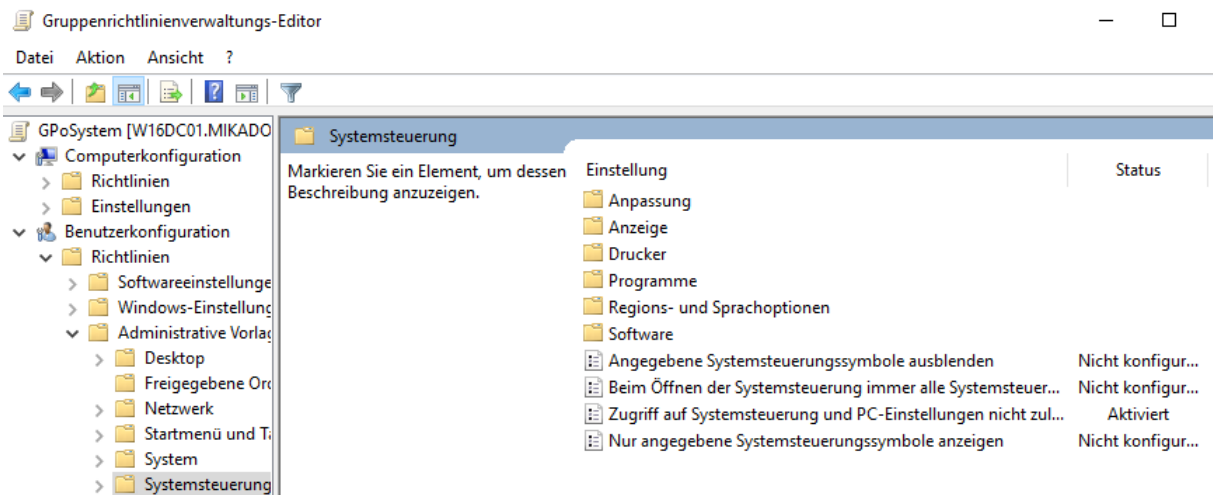 Gruppenrichtlinienverwaltungs-Editor
Datei Aktion Ansicht ?
GPoSystem [W16DC01.MIKADO
Computerkonfiguration
Richtlinien
Einstellungen
Benutzerkonfiguration
Richtlinien
Softwareeinstellunge
Windows-Einstellung
Administrative Vorlag
Desktop
Freigegebene Ord
Netzwerk
Startmenü und Ta
System
Systemsteuerung
Systemsteuerung
Markieren Sie ein Element, um dessen
Beschreibung anzuzeigen.
Einstellung Status
Anpassung
Anzeige
Drucker
Programme
Regions- und Sprachoptionen
Software
Angegebene Systemsteuerungssymbole ausblenden Nicht konfigur...
Beim Öffnen der Systemsteuerung immer alle Systemsteuer... Nicht konfigur...
Zugriff auf Systemsteuerung und PC-Einstellungen nicht zul... Aktiviert
Nur angegebene Systemsteuerungssymbole anzeigen Nicht konfigur...